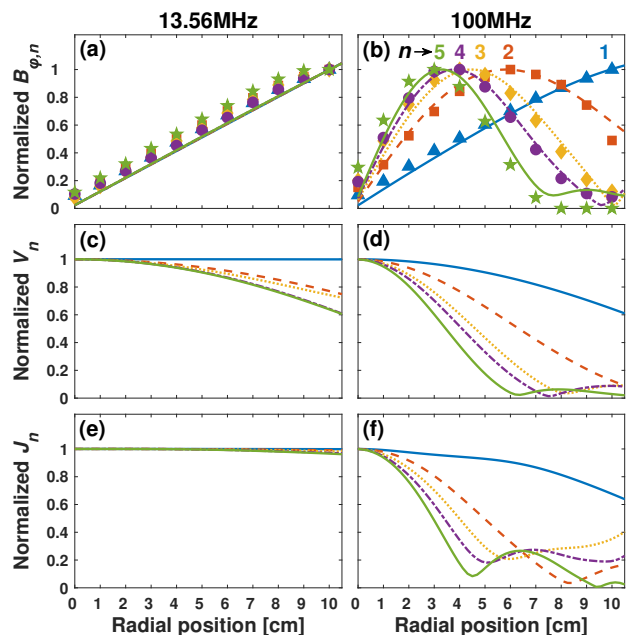 13.56MHz 100MHz
Normalized B_φ,n
(a)
1
0.8
0.6
0.4
0.2
0
(b) n→5 4 3 2 1
Normalized V_n
(c)
1
0.8
0.6
0.4
0.2
0
(d)
Normalized J_n
(e)
1
0.8
0.6
0.4
0.2
0
(f)
0 1 2 3 4 5 6 7 8 9 10
0 1 2 3 4 5 6 7 8 9 10
Radial position [cm] Radial position [cm]